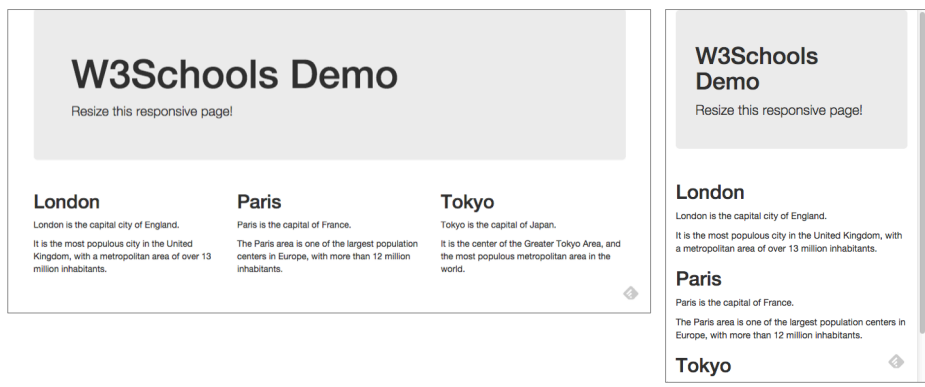 W3Schools Demo
Resize this responsive page!
London
London is the capital city of England.
It is the most populous city in the United
Kingdom, with a metropolitan area of over 13
million inhabitants.
Paris
Paris is the capital of France.
The Paris area is one of the largest population
centers in Europe, with more than 12 million
inhabitants.
Tokyo
Tokyo is the capital of Japan.
It is the center of the Greater Tokyo Area, and
the most populous metropolitan area in the
world.
W3Schools
Demo
Resize this responsive page!
London
London is the capital city of England.
It is the most populous city in the United Kingdom, with
a metropolitan area of over 13 million inhabitants.
Paris
Paris is the capital of France.
The Paris area is one of the largest population centers in
Europe, with more than 12 million inhabitants.
Tokyo